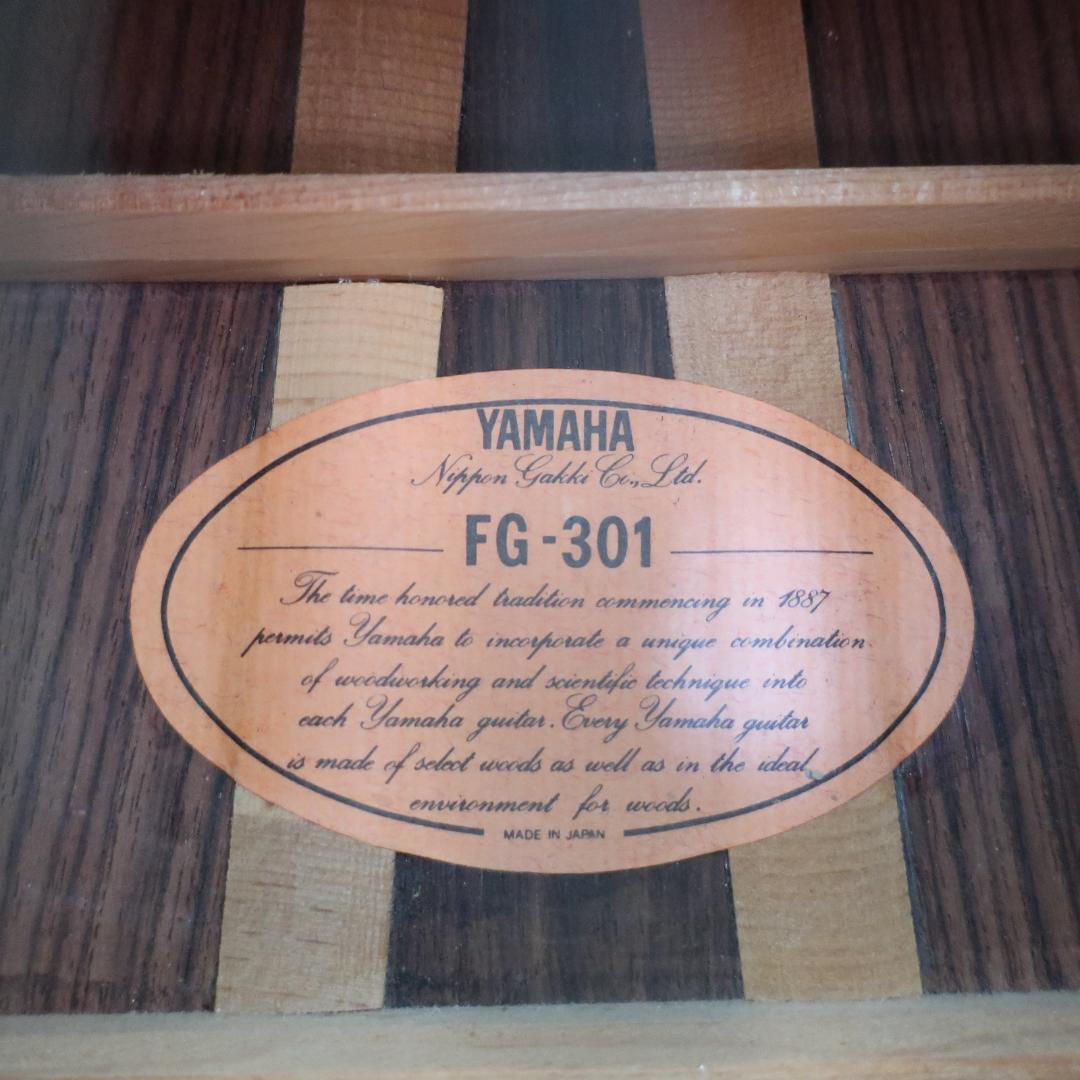 YAMAHA
Nippon Gakki Co., Ltd.
FG-301
The time honored tradition commencing in 1887
permits Yamaha to incorporate a unique combination
of woodworking and scientific technique into
each Yamaha guitar. Every Yamaha guitar
is made of select woods as well as in the ideal
environment for woods.
MADE IN JAPAN